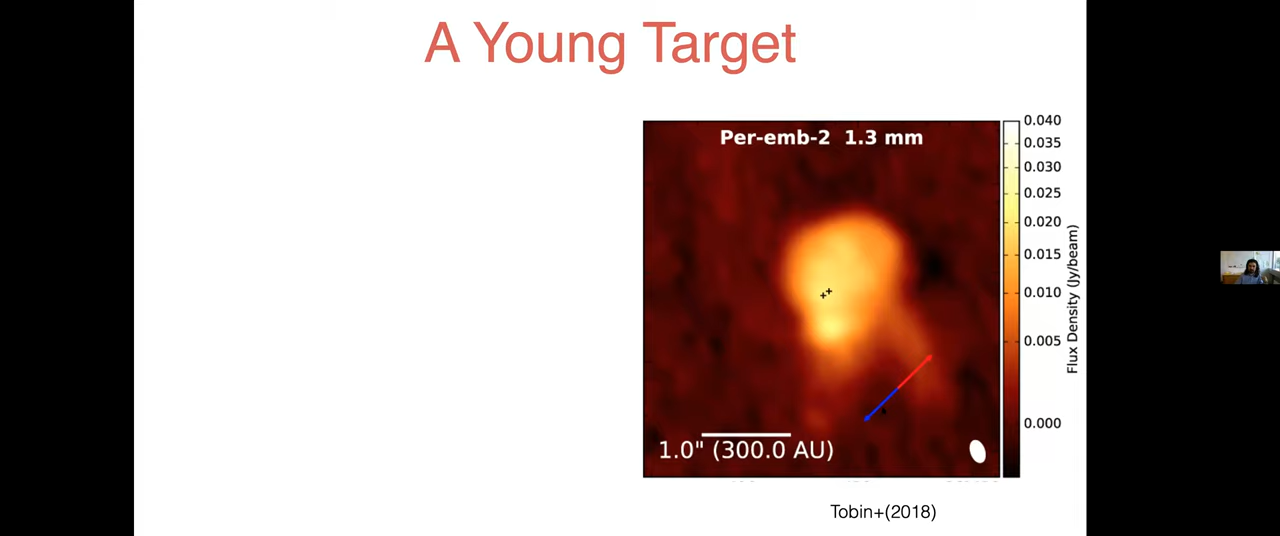 A Young Target
Per-emb-2 1.3 mm
0.040
0.035
0.030
0.025
0.020
0.015
0.010
0.005
0.000
Flux Density (Jy/beam)
1.0" (300.0 AU)
Tobin+(2018)